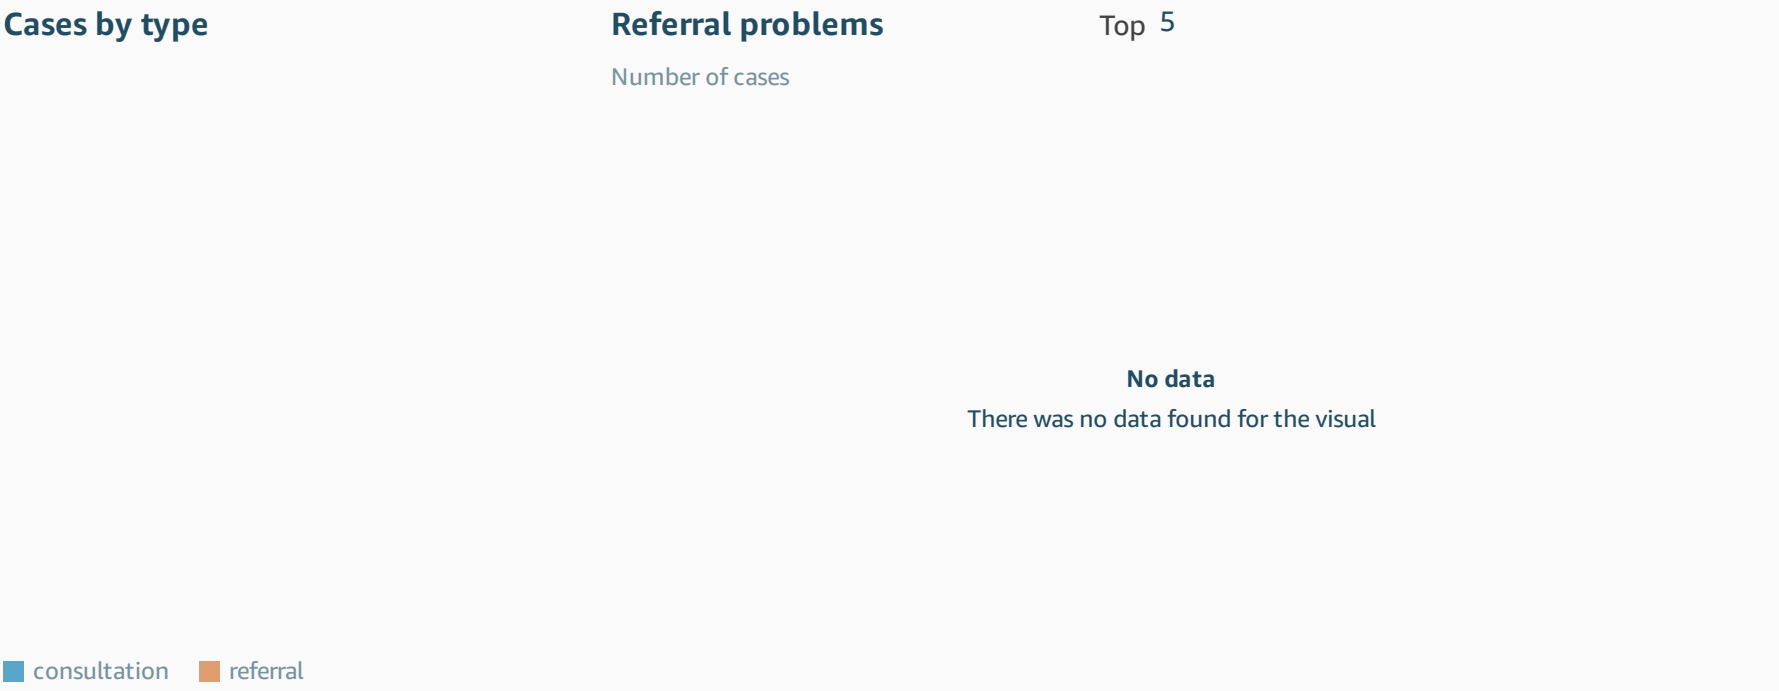 Cases by type
Referral problems
Top 5
Number of cases
No data
There was no data found for the visual
consultation
referral